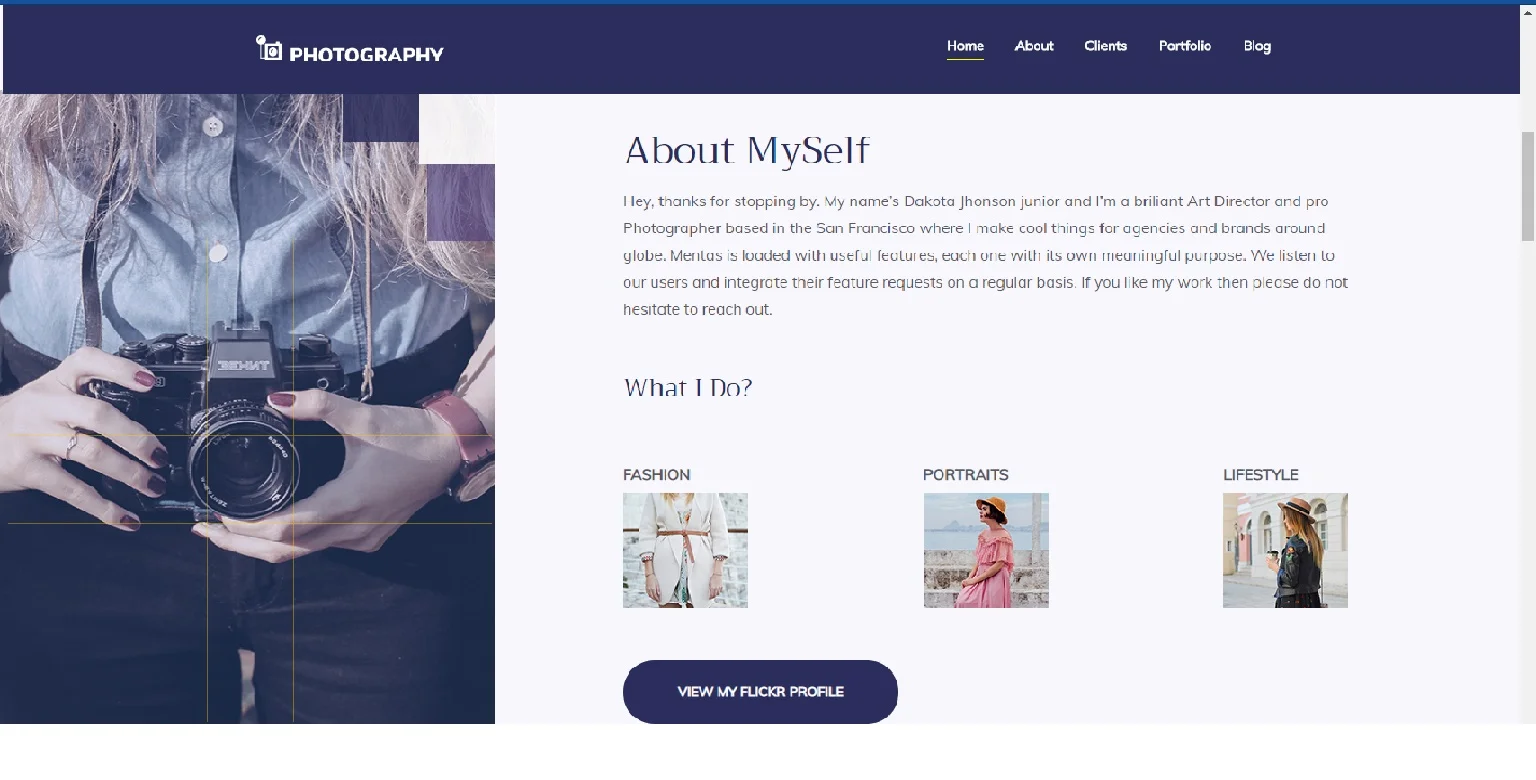 PHOTOGRAPHY
Home About Clients Portfolio Blog
About MySelf
Hey, thanks for stopping by. My name's Dakota Jhonson junior and I'm a briliant Art Director and pro
Photographer based in the San Francisco where I make cool things for agencies and brands around
globe. Mentas is loaded with useful features, each one with its own meaningful purpose. We listen to
our users and integrate their feature requests on a regular basis. If you like my work then please do not
hesitate to reach out.
What I Do?
FASHION PORTRAITS LIFESTYLE
VIEW MY FLICKR PROFILE
ЗЕНИТ